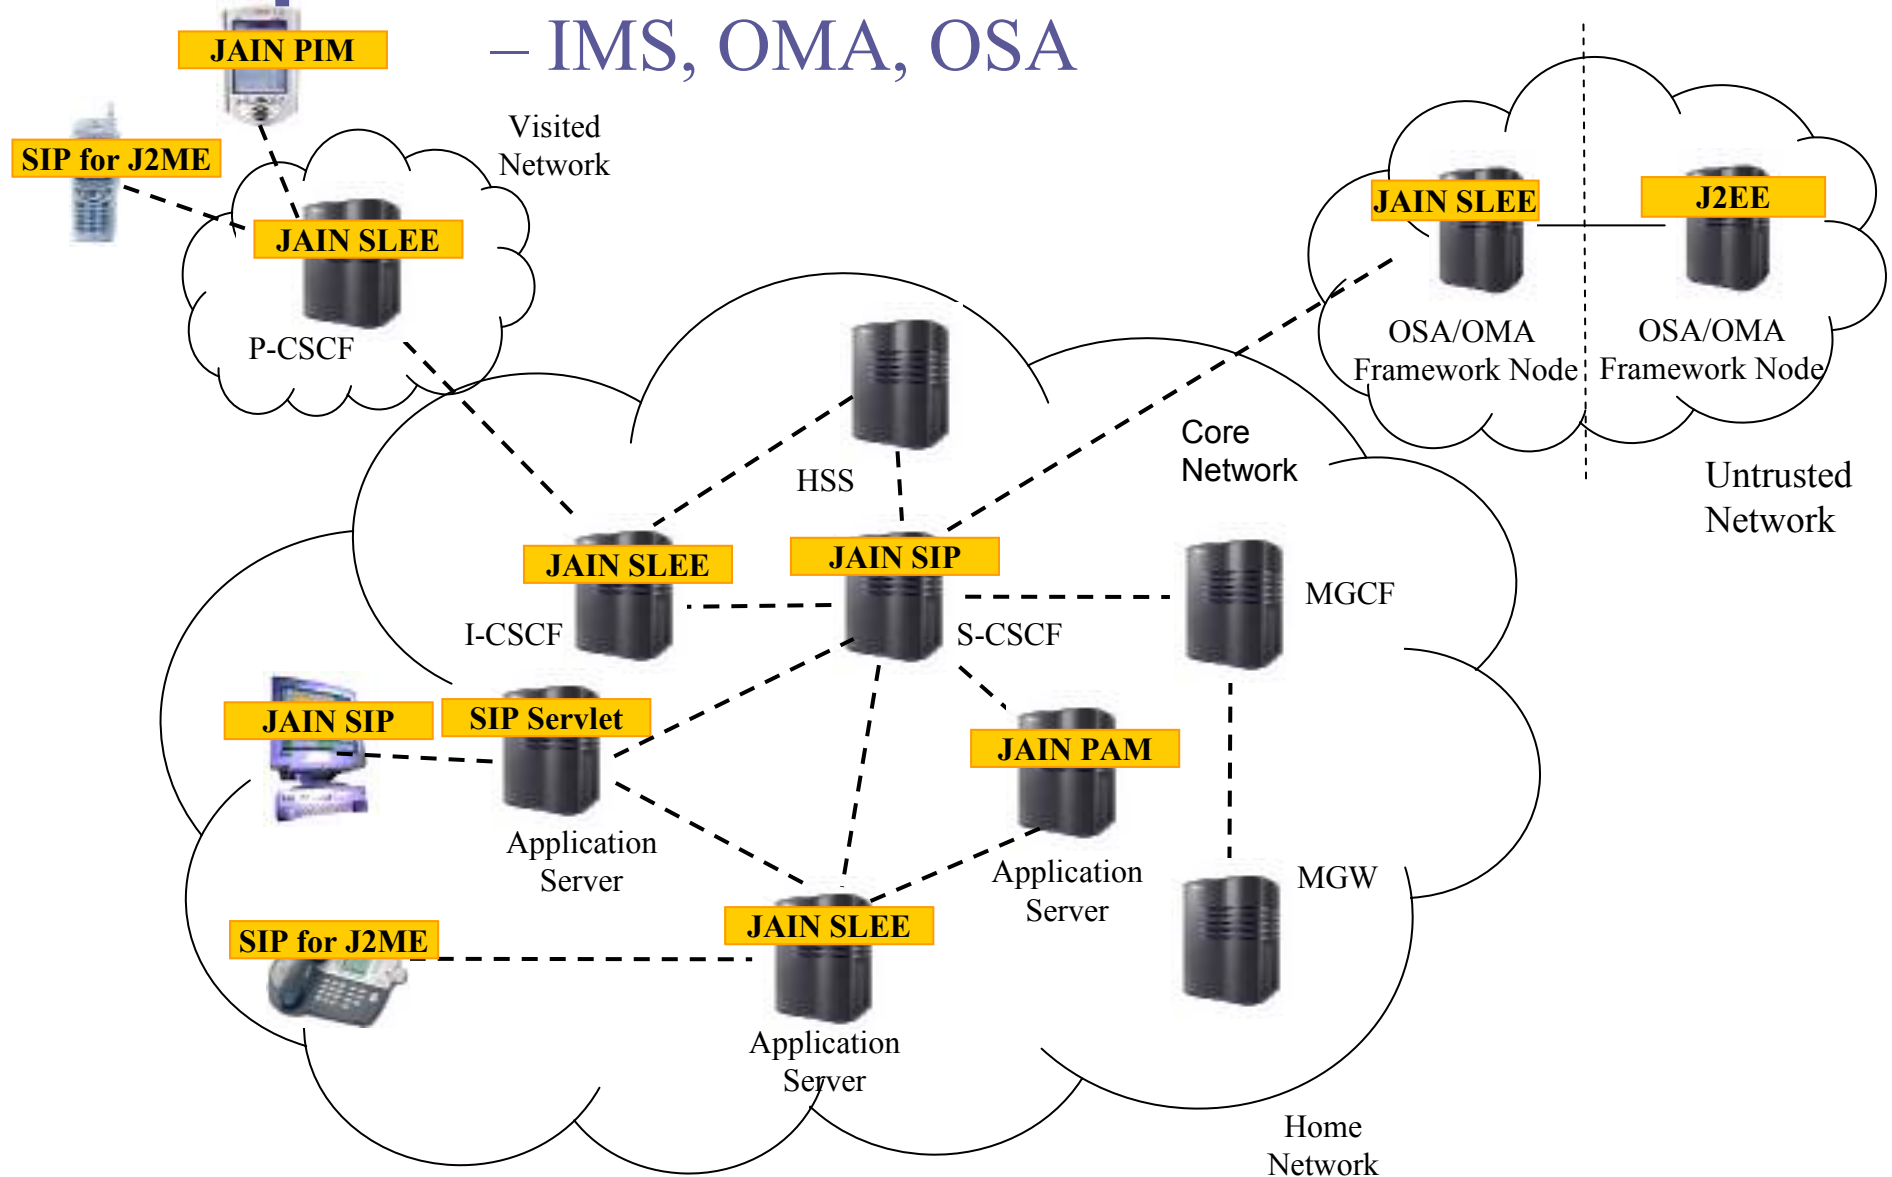 – IMS, OMA, OSA
JAIN PIM
SIP for J2ME
Visited
Network
JAIN SLEE
P-CSCF
JAIN SLEE
J2EE
OSA/OMA
Framework Node
OSA/OMA
Framework Node
Untrusted
Network
Core
Network
HSS
JAIN SLEE
I-CSCF
JAIN SIP
S-CSCF
MGCF
JAIN SIP
SIP Servlet
Application
Server
JAIN PAM
Application
Server
MGW
SIP for J2ME
JAIN SLEE
Application
Server
Home
Network